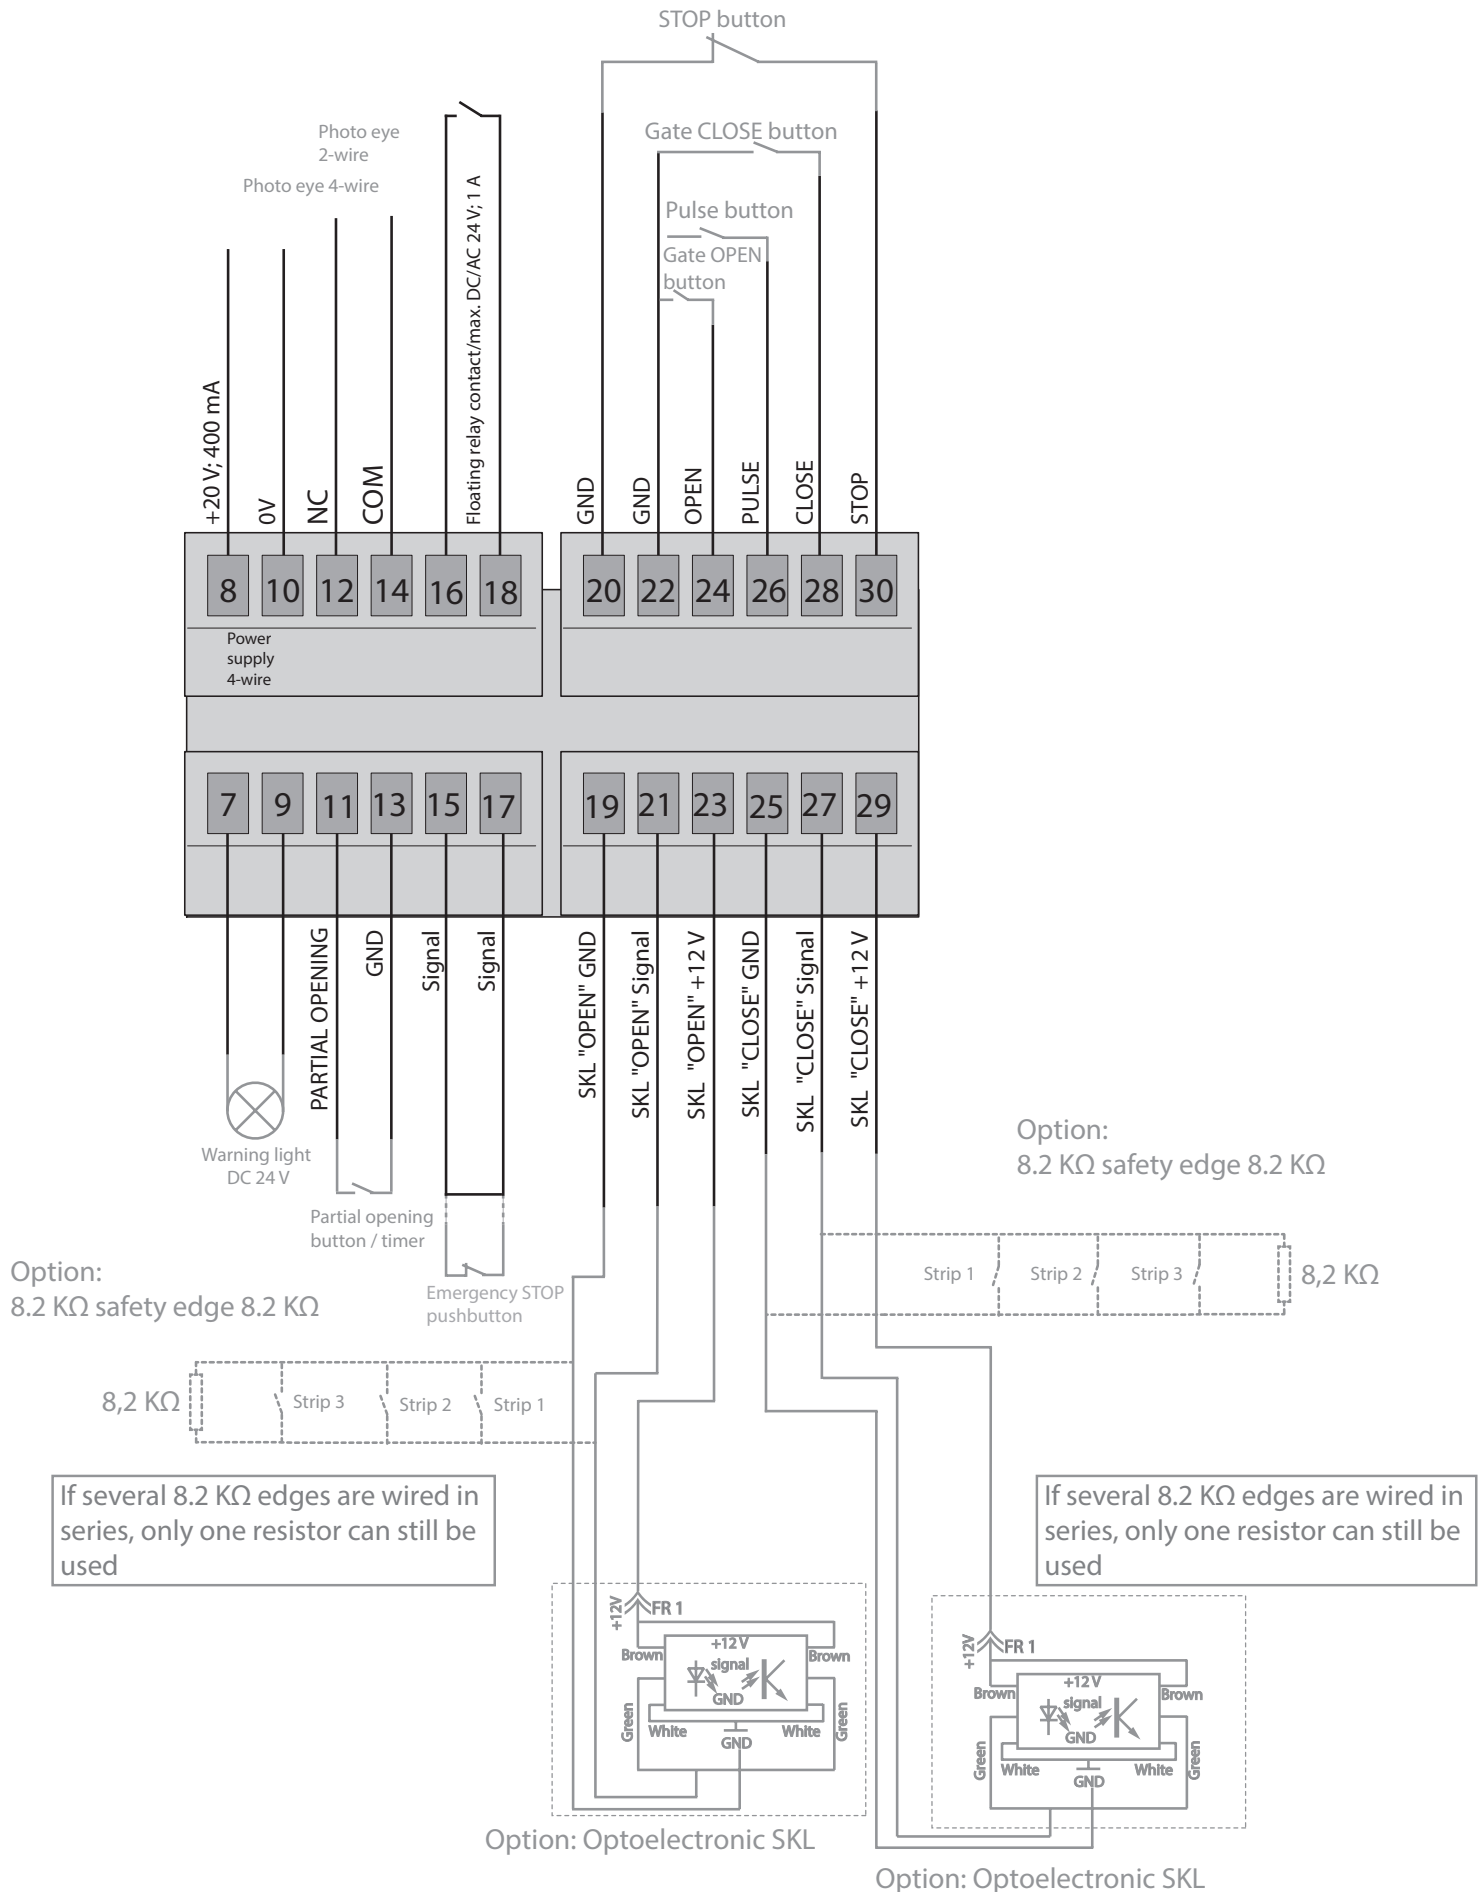 STOP button
Photo eye
2-wire
Photo eye 4-wire
Gate CLOSE button
Pulse button
Gate OPEN
button
+20 V; 400 mA
0V
NC
COM
Floating relay contact/max. DC/AC 24 V; 1 A
GND
GND
OPEN
PULSE
CLOSE
STOP
8
10
12
14
16
18
20
22
24
26
28
30
Power
supply
4-wire
7
9
11
13
15
17
19
21
23
25
27
29
PARTIAL OPENING
GND
Signal
Signal
SKL "OPEN" GND
SKL "OPEN" Signal
SKL "OPEN" +12 V
SKL "CLOSE" GND
SKL "CLOSE" Signal
SKL "CLOSE" +12 V
Warning light
DC 24 V
Partial opening
button / timer
Emergency STOP
pushbutton
Option:
8.2 KΩ safety edge 8.2 KΩ
Strip 1
Strip 2
Strip 3
8,2 KΩ
Option:
8.2 KΩ safety edge 8.2 KΩ
8,2 KΩ
Strip 3
Strip 2
Strip 1
If several 8.2 KΩ edges are wired in
series, only one resistor can still be
used
If several 8.2 KΩ edges are wired in
series, only one resistor can still be
used
+12V
FR 1
Brown
+12 V
signal
GND
Brown
Green
White
GND
White
Green
Option: Optoelectronic SKL
+12V
FR 1
Brown
+12 V
signal
GND
Brown
Green
White
GND
White
Green
Option: Optoelectronic SKL